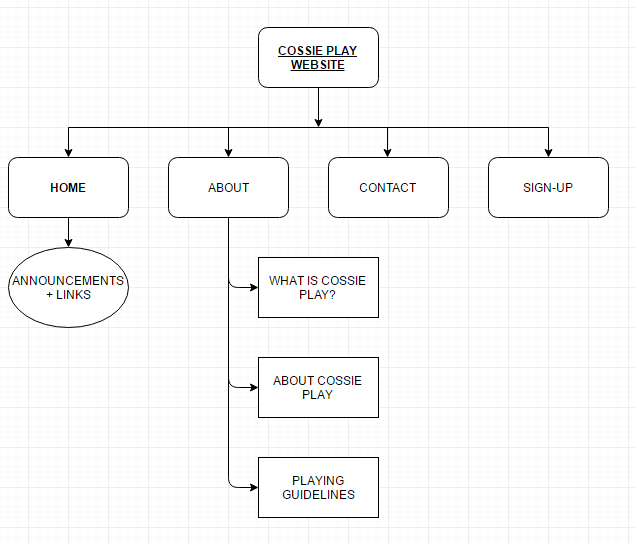 COSSIE PLAY
WEBSITE
HOME
ABOUT
CONTACT
SIGN-UP
ANNOUNCEMENTS
+ LINKS
WHAT IS COSSIE
PLAY?
ABOUT COSSIE
PLAY
PLAYING
GUIDELINES